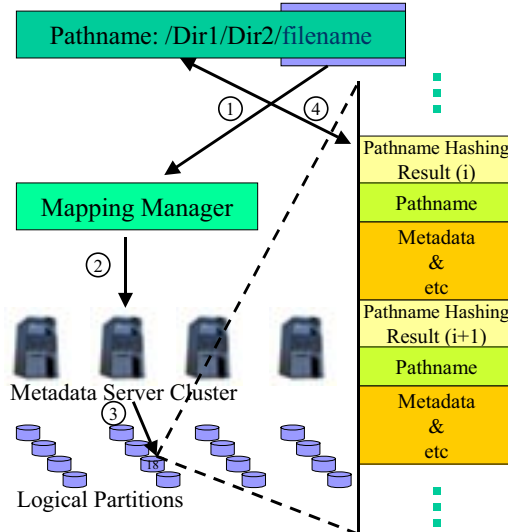 Pathname: /Dir1/Dir2/filename
1
4
Pathname Hashing
Result (i)
Pathname
Metadata
&
etc
Mapping Manager
2
Pathname Hashing
Result (i+1)
Pathname
Metadata
&
etc
Metadata Server Cluster
3
18
Logical Partitions